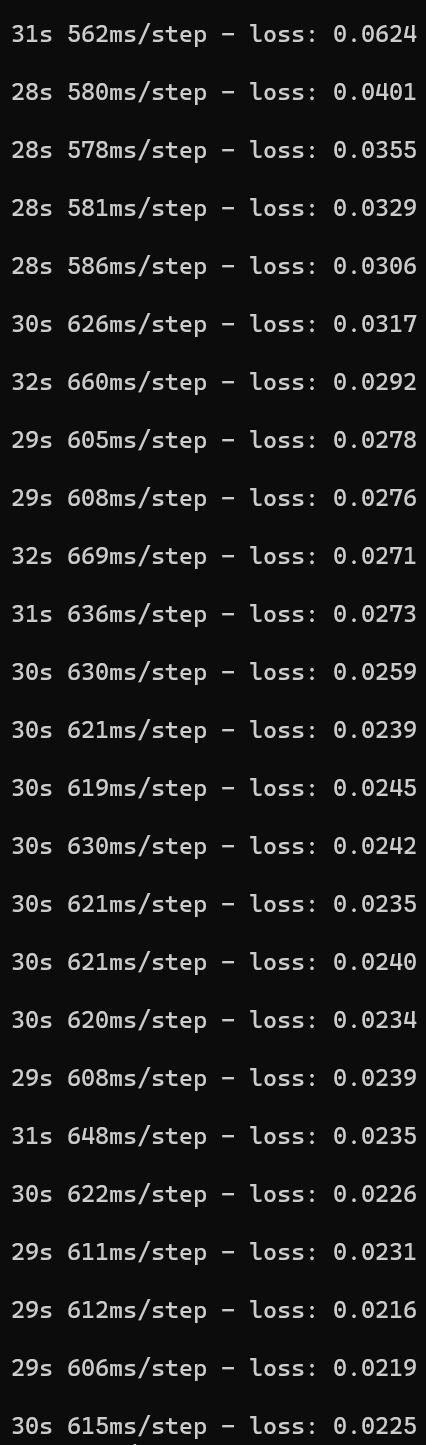 31s 562ms/step - loss: 0.0624
28s 580ms/step - loss: 0.0401
28s 578ms/step - loss: 0.0355
28s 581ms/step - loss: 0.0329
28s 586ms/step - loss: 0.0306
30s 626ms/step - loss: 0.0317
32s 660ms/step - loss: 0.0292
29s 605ms/step - loss: 0.0278
29s 608ms/step - loss: 0.0276
32s 669ms/step - loss: 0.0271
31s 636ms/step - loss: 0.0273
30s 630ms/step - loss: 0.0259
30s 621ms/step - loss: 0.0239
30s 619ms/step - loss: 0.0245
30s 630ms/step - loss: 0.0242
30s 621ms/step - loss: 0.0235
30s 621ms/step - loss: 0.0240
30s 620ms/step - loss: 0.0234
29s 608ms/step - loss: 0.0239
31s 648ms/step - loss: 0.0235
30s 622ms/step - loss: 0.0226
29s 611ms/step - loss: 0.0231
29s 612ms/step - loss: 0.0216
29s 606ms/step - loss: 0.0219
30s 615ms/step - loss: 0.0225